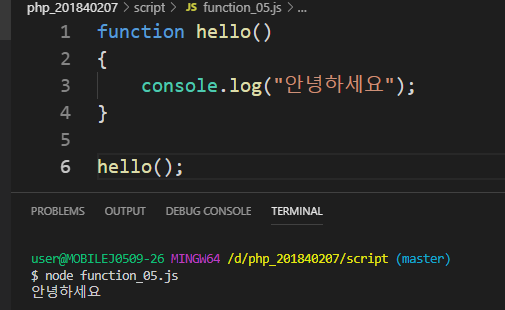 php_201840207 > script > JS function_05.js > ...
1 function hello()
2 {
3 console.log("안녕하세요");
4 }
5
6 hello();
PROBLEMS OUTPUT DEBUG CONSOLE TERMINAL
user@MOBILEJ0509-26 MINGW64 /d/php_201840207/script (master)
$ node function_05.js
안녕하세요